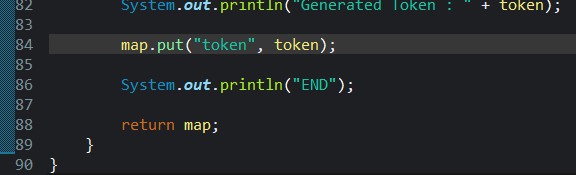 82 System.out.println("Generated Token : " + token);
83
84 map.put("token", token);
85
86 System.out.println("END");
87
88 return map;
89 }
90 }